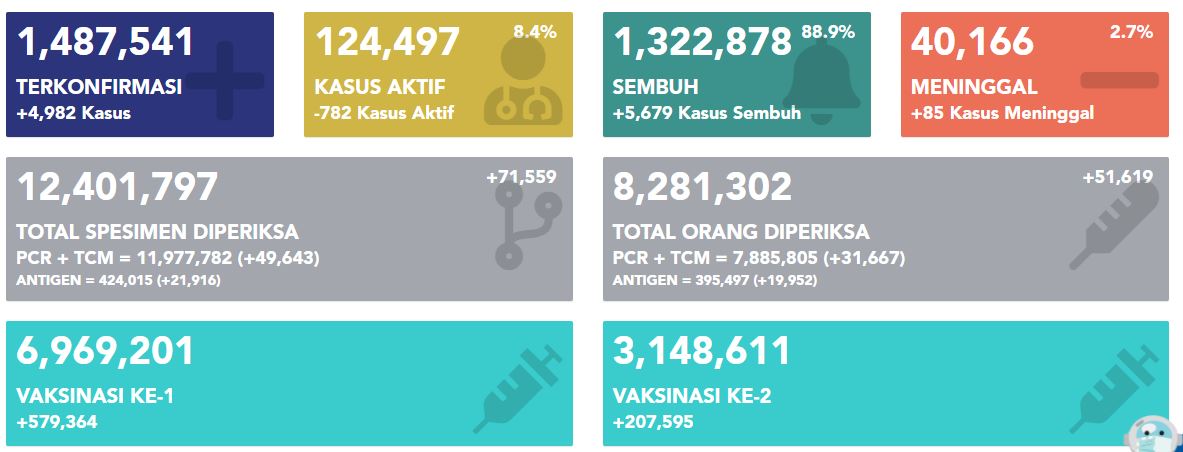 1,487,541
TERKONFIRMASI
+4,982 Kasus
124,497 8.4%
KASUS AKTIF
-782 Kasus Aktif
1,322,878 88.9%
SEMBUH
+5,679 Kasus Sembuh
40,166 2.7%
MENINGGAL
+85 Kasus Meninggal
12,401,797 +71,559
TOTAL SPESIMEN DIPERIKSA
PCR + TCM = 11,977,782 (+49,643)
ANTIGEN = 424,015 (+21,916)
8,281,302 +51,619
TOTAL ORANG DIPERIKSA
PCR + TCM = 7,885,805 (+31,667)
ANTIGEN = 395,497 (+19,952)
6,969,201
VAKSINASI KE-1
+579,364
3,148,611
VAKSINASI KE-2
+207,595